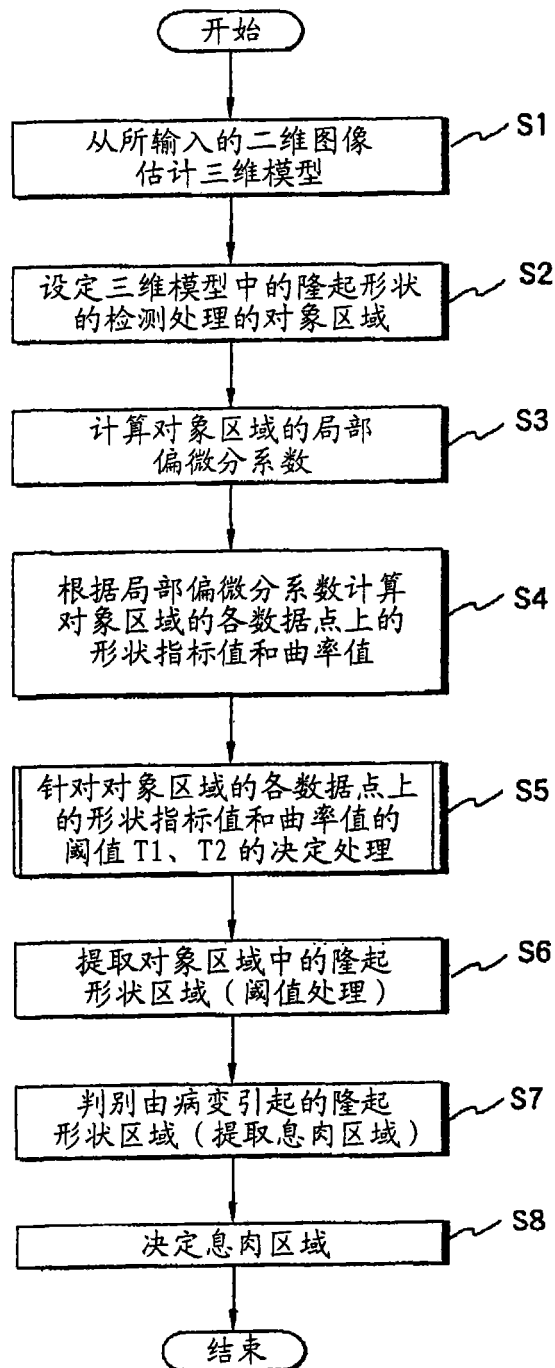 开始
S1
从所输入的二维图像
估计三维模型
S2
设定三维模型中的隆起形状
的检测处理的对象区域
S3
计算对象区域的局部
偏微分系数
S4
根据局部偏微分系数计算
对象区域的各数据点上的
形状指标值和曲率值
S5
针对对象区域的各数据点上
的形状指标值和曲率值的
阈值 T1、T2 的决定处理
S6
提取对象区域中的隆起
形状区域（阈值处理）
S7
判别由病变引起的隆起
形状区域（提取息肉区域）
S8
决定息肉区域
结束